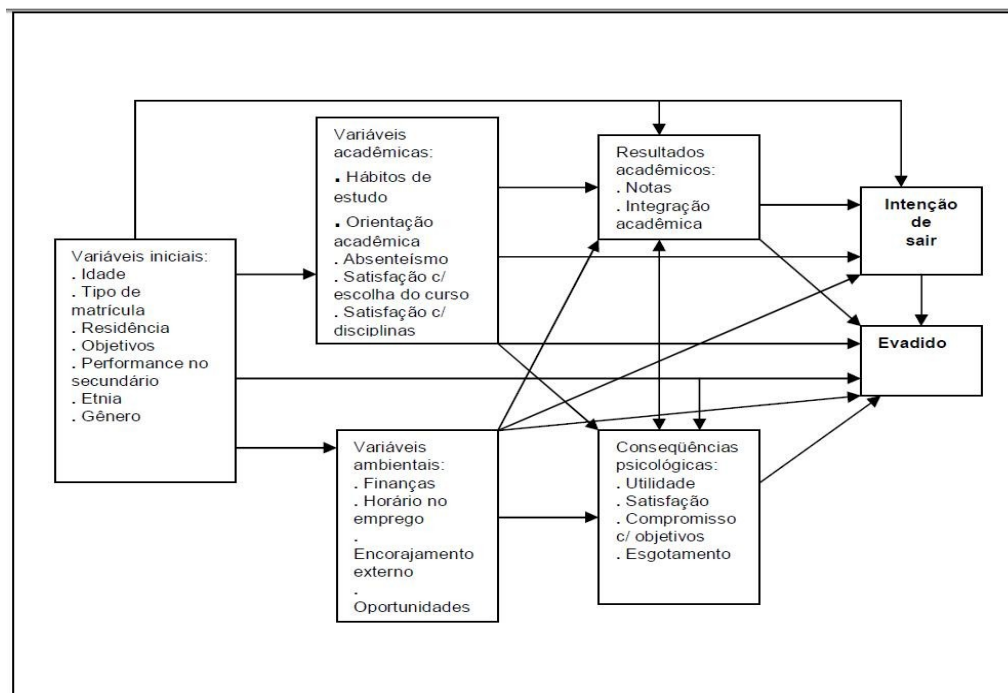 Variáveis
acadêmicas:
. Hábitos de
estudo
. Orientação
acadêmica
. Absenteísmo
. Satisfação c/
escolha do curso
. Satisfação c/
disciplinas
Resultados
acadêmicos:
. Notas
. Integração
acadêmica
Intenção
de
sair
Variáveis iniciais:
. Idade
. Tipo de
matrícula
. Residência
. Objetivos
. Performance no
secundário
. Etnia
. Gênero
Evadido
Variáveis
ambientais:
. Finanças
. Horário no
emprego
.
Encorajamento
externo
.
Oportunidades
Conseqüências
psicológicas:
. Utilidade
. Satisfação
. Compromisso
c/ objetivos
. Esgotamento